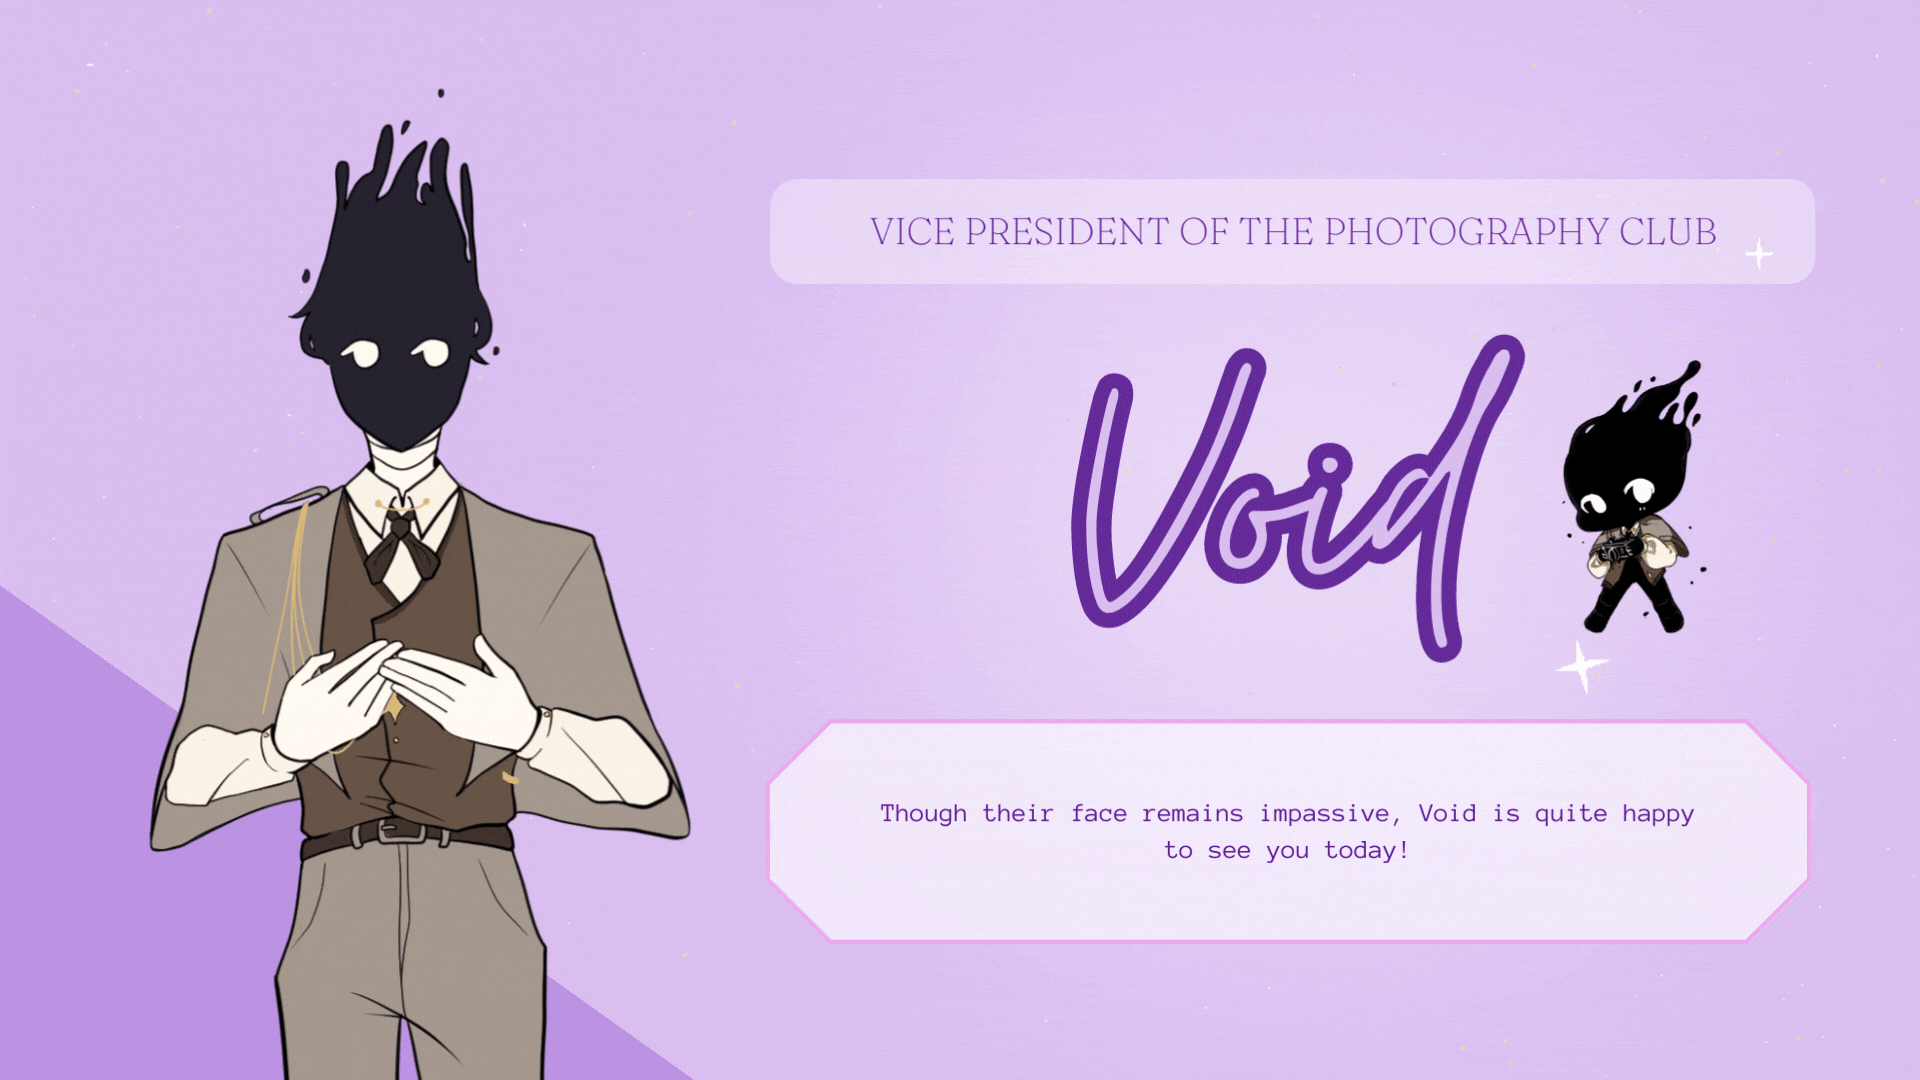 VICE PRESIDENT OF THE PHOTOGRAPHY CLUB
Void
Though their face remains impassive, Void is quite happy
to see you today!